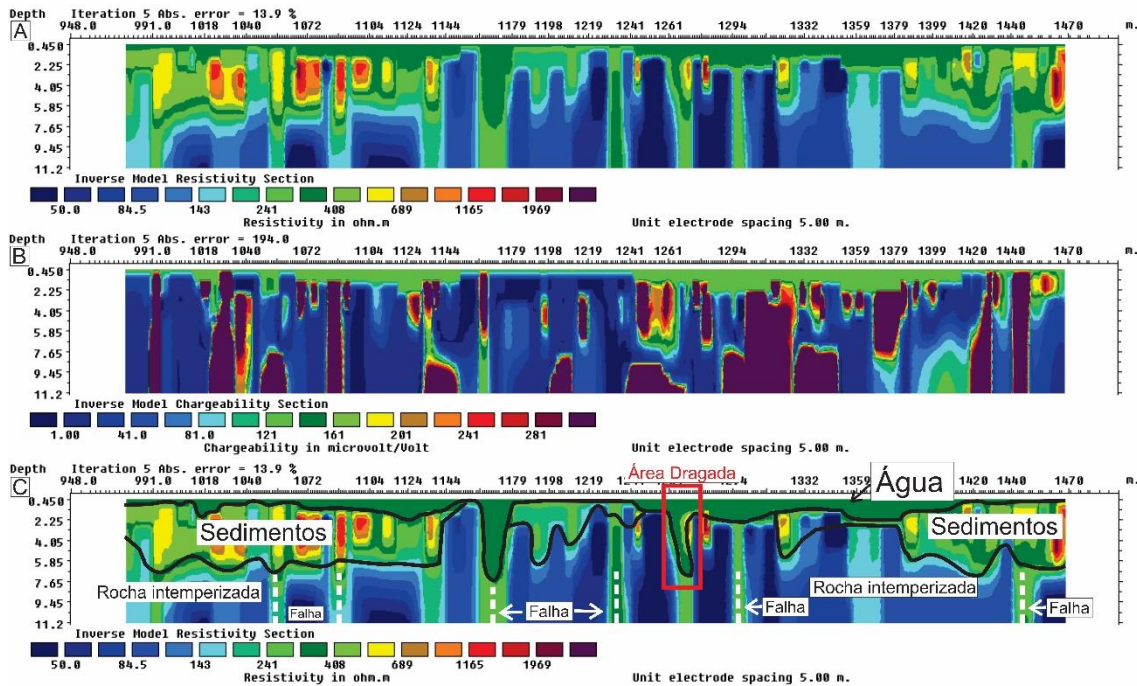 Depth Iteration 5 Abs. error = 13.9 %
A 948.0 991.0 1018 1040 1072 1104 1124 1144 1179 1198 1219 1241 1261 1294 1332 1359 1399 1420 1440 1470 m.
0.450
2.25
4.05
5.85
7.65
9.45
11.2
Inverse Model Resistivity Section
50.0 84.5 143 241 408 689 1165 1969
Resistivity in ohm.m Unit electrode spacing 5.00 m.
Depth Iteration 5 Abs. error = 194.0
B 948.0 991.0 1018 1040 1072 1104 1124 1144 1179 1198 1219 1241 1261 1294 1332 1359 1399 1420 1440 1470 m.
0.450
2.25
4.05
5.85
7.65
9.45
11.2
Inverse Model Chargeability Section
1.00 41.0 81.0 121 161 201 241 281
Chargeability in microvolt/Volt Unit electrode spacing 5.00 m.
Depth Iteration 5 Abs. error = 13.9 %
Área Dragada
Água
C 948.0 991.0 1018 1040 1072 1104 1124 1144 1179 1198 1219 1332 1420 1440 1470 m.
0.450
2.25
4.05
5.85
7.65
9.45
11.2
Sedimentos
Sedimentos
Rocha intemperizada
Rocha intemperizada
Falha
Falha
Falha
Falha
Inverse Model Resistivity Section
50.0 84.5 143 241 408 689 1165 1969
Resistivity in ohm.m Unit electrode spacing 5.00 m.